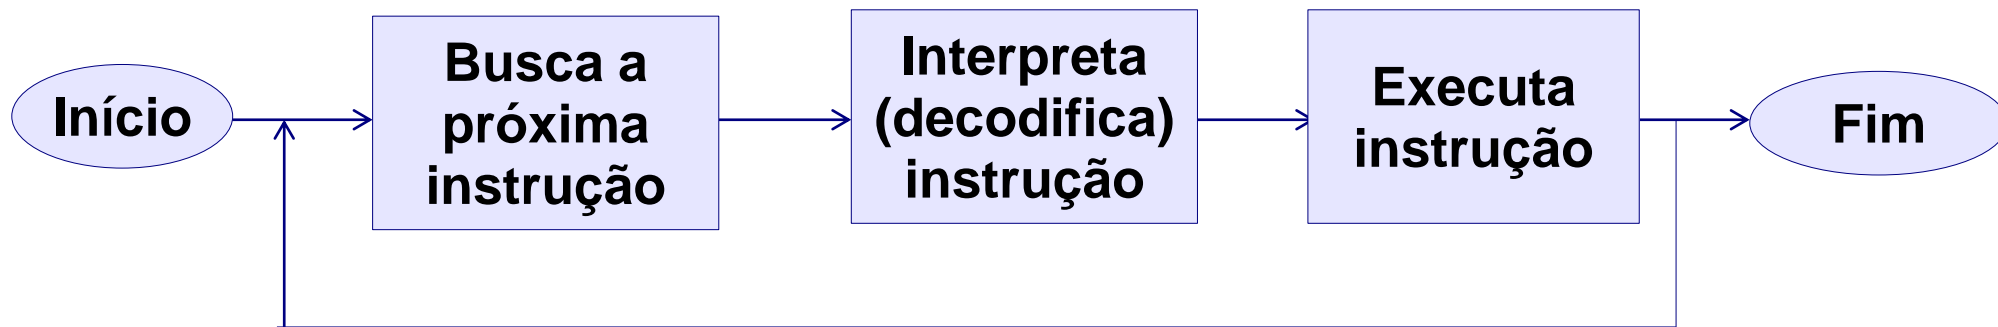 Início
Busca a
próxima
instrução
Interpreta
(decodifica)
instrução
Executa
instrução
Fim